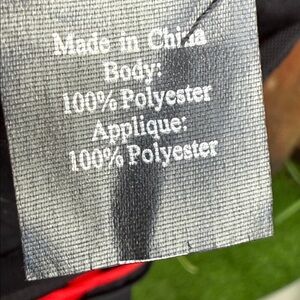 Made in China
Body:
100% Polyester
Applique:
100% Polyester